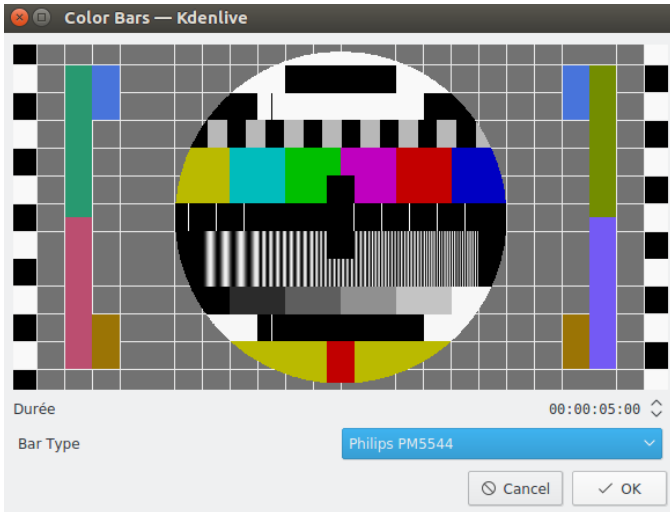 Color Bars — Kdenlive
Durée 00:00:05:00
Bar Type Philips PM5544
Cancel OK